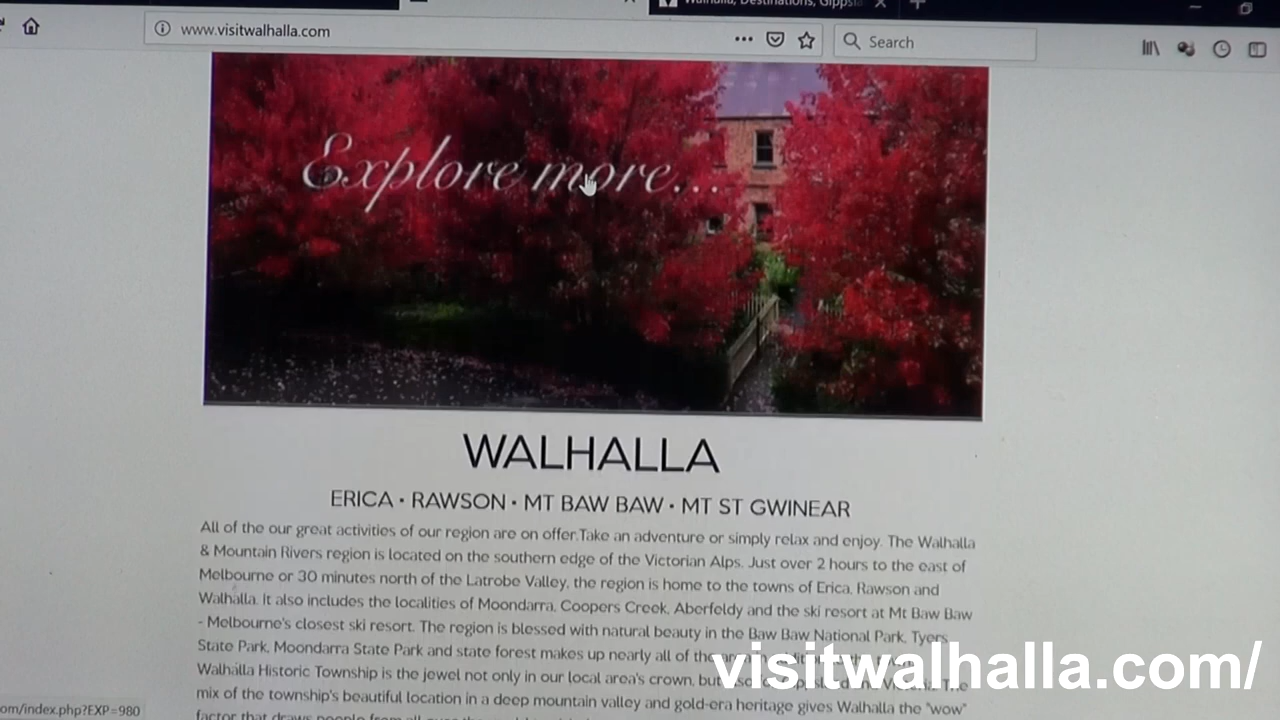 Walhalla, Destinations, Gippsla
www.visitwalhalla.com
Search
Explore more...
WALHALLA
ERICA • RAWSON • MT BAW BAW • MT ST GWINEAR
All of the our great activities of our region are on offer.Take an adventure or simply relax and enjoy. The Walhalla
& Mountain Rivers region is located on the southern edge of the Victorian Alps. Just over 2 hours to the east of
Melbourne or 30 minutes north of the Latrobe Valley, the region is home to the towns of Erica, Rawson and
Walhalla. It also includes the localities of Moondarra, Coopers Creek, Aberfeldy and the ski resort at Mt Baw Baw
- Melbourne's closest ski resort. The region is blessed with natural beauty in the Baw Baw National Park, Tyers
State Park, Moondarra State Park and state forest makes up nearly all of the
Walhalla Historic Township is the jewel not only in our local area's crown, but
mix of the township's beautiful location in a deep mountain valley and gold-era heritage gives Walhalla the "wow"
factor that draws people from all over the
visitwalhalla.com/
om/index.php?EXP=980